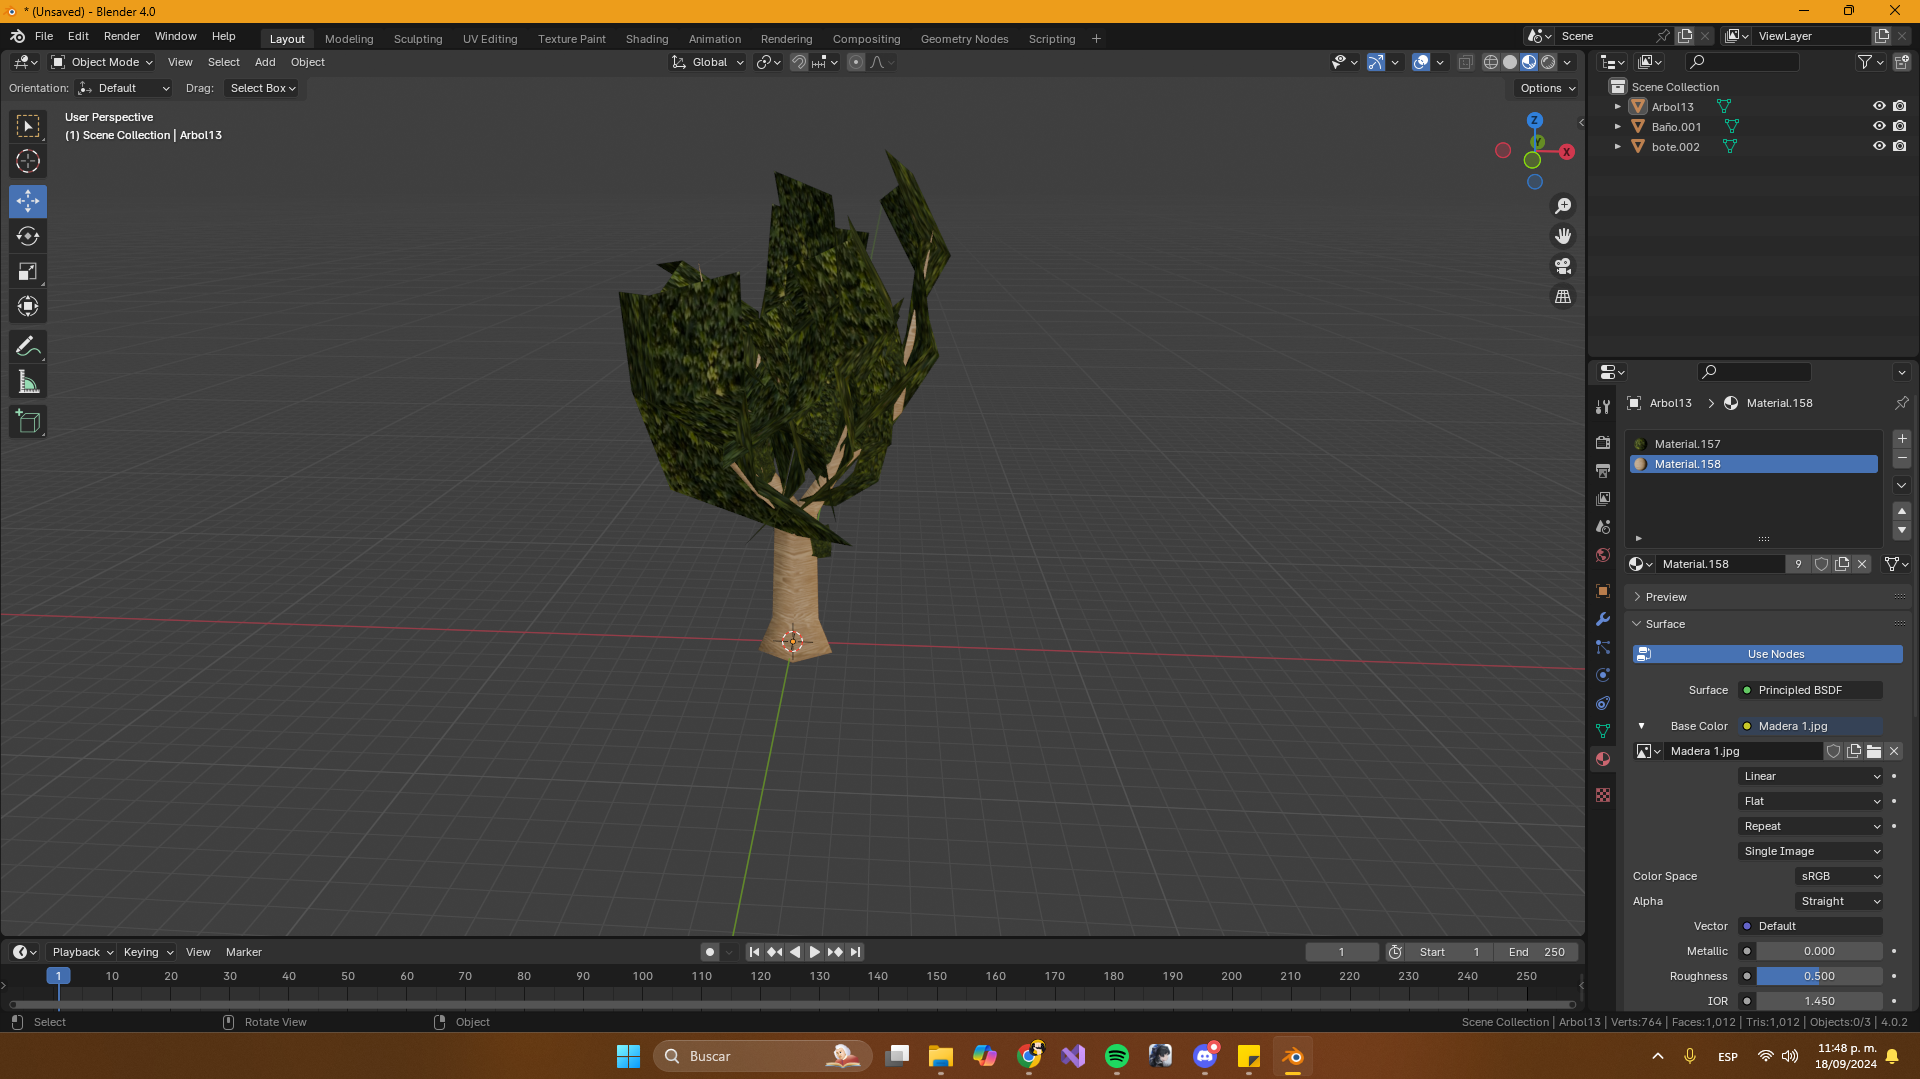 * (Unsaved) - Blender 4.0
File Edit Render Window Help
Layout Modeling Sculpting UV Editing Texture Paint Shading Animation Rendering Compositing Geometry Nodes Scripting +
Scene
ViewLayer
Object Mode View Select Add Object
Global
Orientation: Default Drag: Select Box
Options
User Perspective
(1) Scene Collection | Arbol13
Z
Y
X
Scene Collection
Arbol13
Baño.001
bote.002
Arbol13 > Material.158
Material.157
Material.158
Material.158 9
Preview
Surface
Use Nodes
Surface Principled BSDF
Base Color Madera 1.jpg
Madera 1.jpg
Linear
Flat
Repeat
Single Image
Color Space sRGB
Alpha Straight
Vector Default
Metallic 0.000
Roughness 0.500
IOR 1.450
Playback Keying View Marker
1 Start 1 End 250
1 10 20 30 40 50 60 70 80 90 100 110 120 130 140 150 160 170 180 190 200 210 220 230 240 250
Select Rotate View Object
Scene Collection | Arbol13 | Verts:764 | Faces:1,012 | Tris:1,012 | Objects:0/3 | 4.0.2
Buscar
ESP
11:48 p. m.
18/09/2024